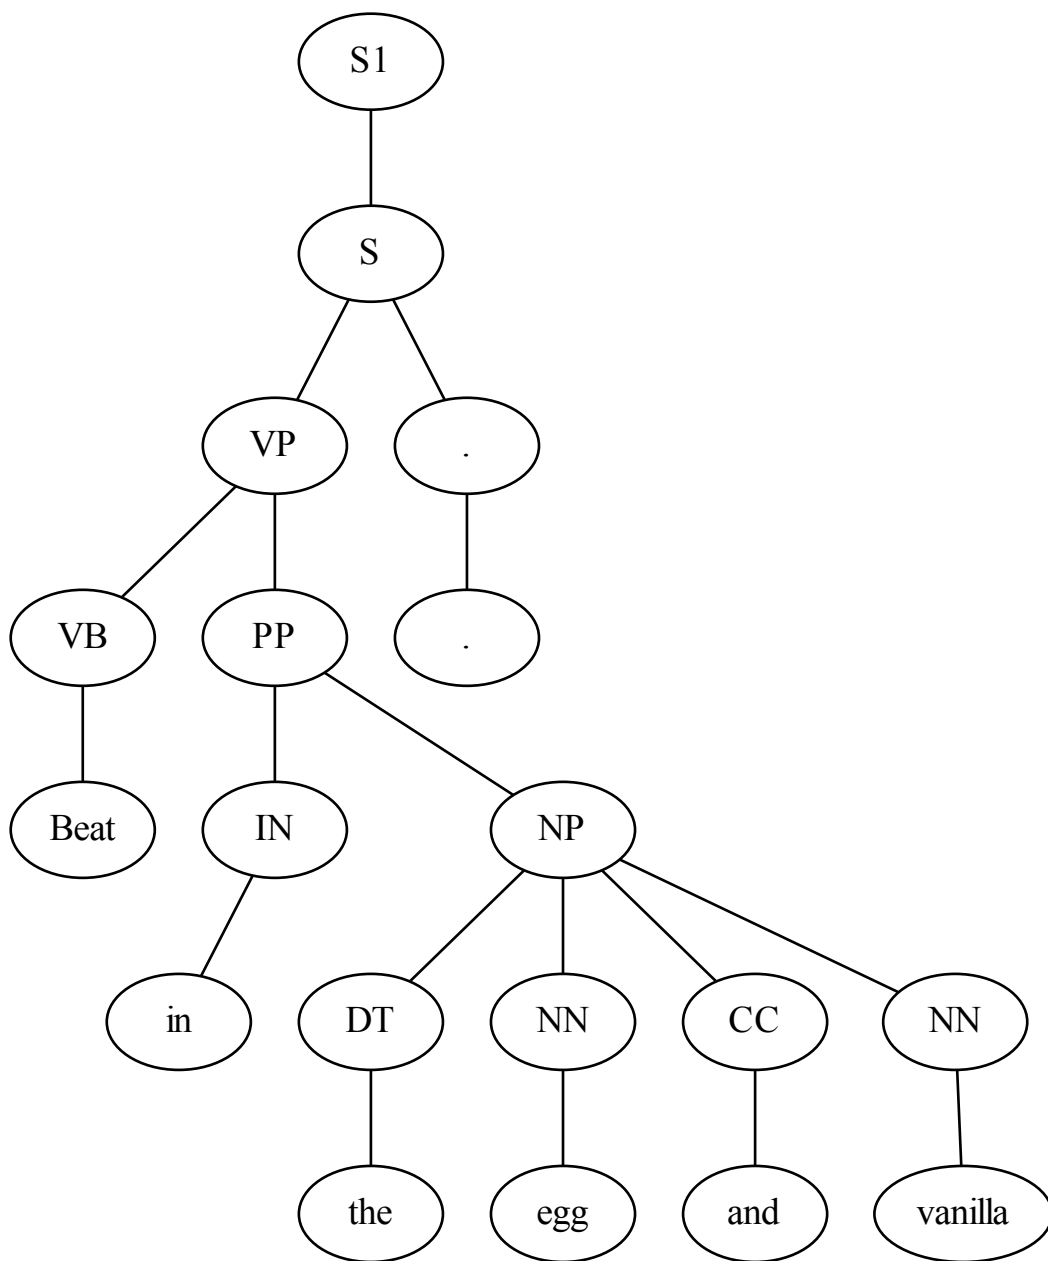 S1
S
VP .
VB PP .
Beat IN NP
in DT NN CC NN
the egg and vanilla